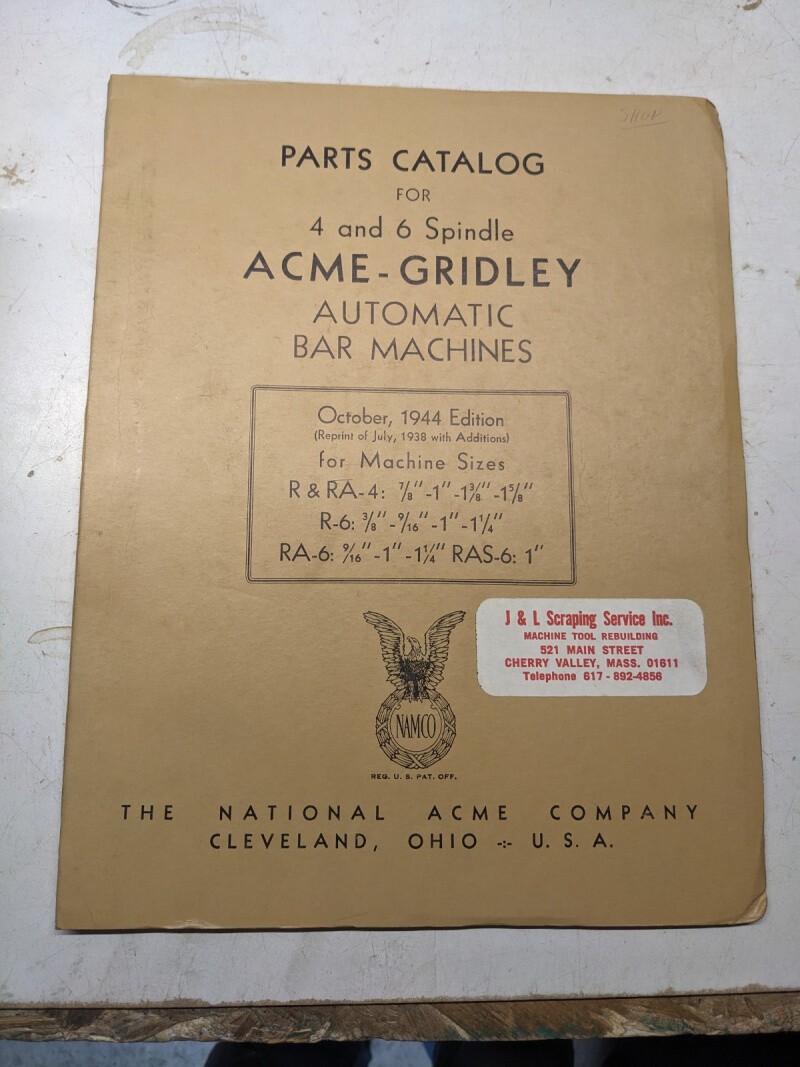 SHOP
PARTS CATALOG
FOR
4 and 6 Spindle
ACME-GRIDLEY
AUTOMATIC
BAR MACHINES
October, 1944 Edition
(Reprint of July, 1938 with Additions)
for Machine Sizes
R & RA-4: 7/8"-1"-1 3/8"-1 5/8"
R-6: 3/8"-9/16"-1"-1 1/4"
RA-6: 9/16"-1"-1 1/4" RAS-6: 1"
J & L Scraping Service Inc.
MACHINE TOOL REBUILDING
521 MAIN STREET
CHERRY VALLEY, MASS. 01611
Telephone 617-892-4856
NAMCO
REG. U. S. PAT. OFF.
THE NATIONAL ACME COMPANY
CLEVELAND, OHIO -:- U. S. A.